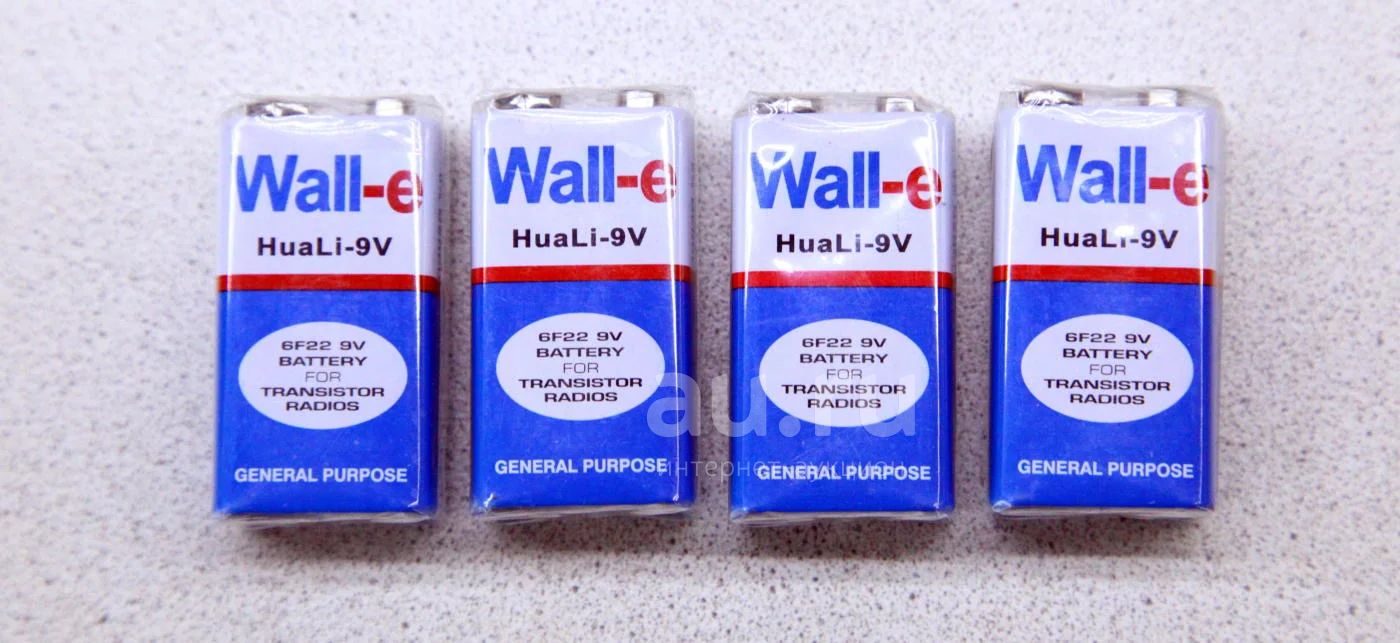 Wall-e
HuaLi-9V
6F22 9V
BATTERY
FOR
TRANSISTOR
RADIOS
GENERAL PURPOSE
Wall-e
HuaLi-9V
6F22 9V
BATTERY
FOR
TRANSISTOR
RADIOS
GENERAL PURPOSE
Wall-e
HuaLi-9V
6F22 9V
BATTERY
FOR
TRANSISTOR
RADIOS
GENERAL PURPOSE
Wall-e
HuaLi-9V
6F22 9V
BATTERY
FOR
TRANSISTOR
RADIOS
GENERAL PURPOSE
au.ru
интернет-аукцион